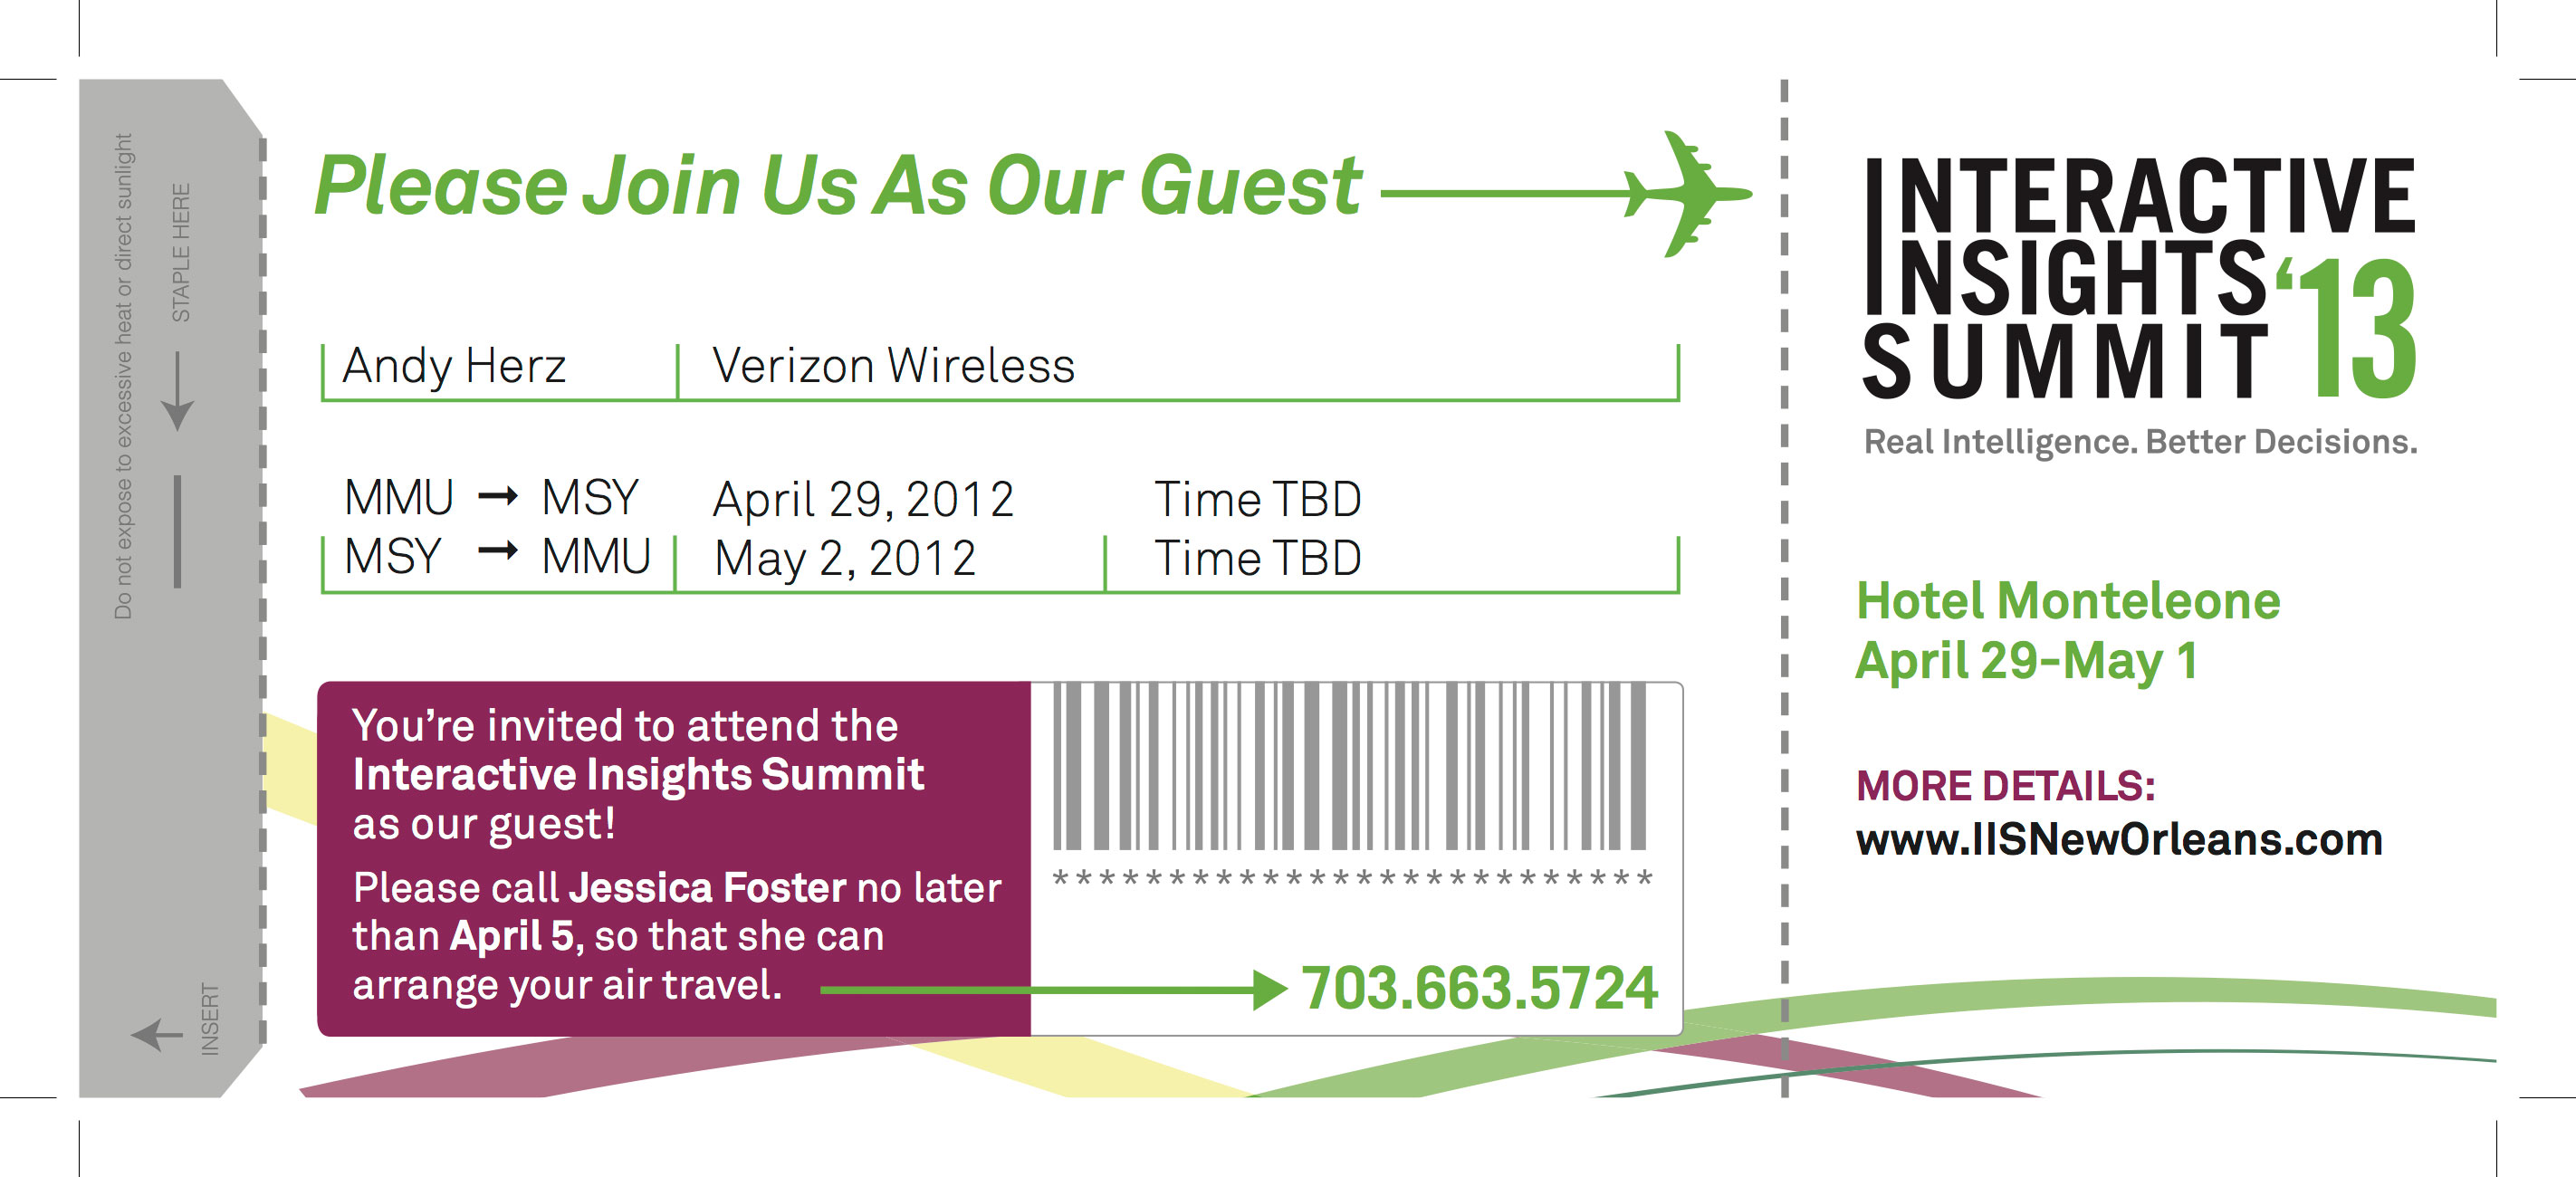 Do not expose to excessive heat or direct sunlight
STAPLE HERE
INSERT
Please Join Us As Our Guest
Andy Herz Verizon Wireless
MMU → MSY April 29, 2012 Time TBD
MSY → MMU May 2, 2012 Time TBD
You’re invited to attend the
Interactive Insights Summit
as our guest!
Please call Jessica Foster no later
than April 5, so that she can
arrange your air travel.
**************************
703.663.5724
INTERACTIVE
INSIGHTS
SUMMIT ‘13
Real Intelligence. Better Decisions.
Hotel Monteleone
April 29-May 1
MORE DETAILS:
www.IISNewOrleans.com